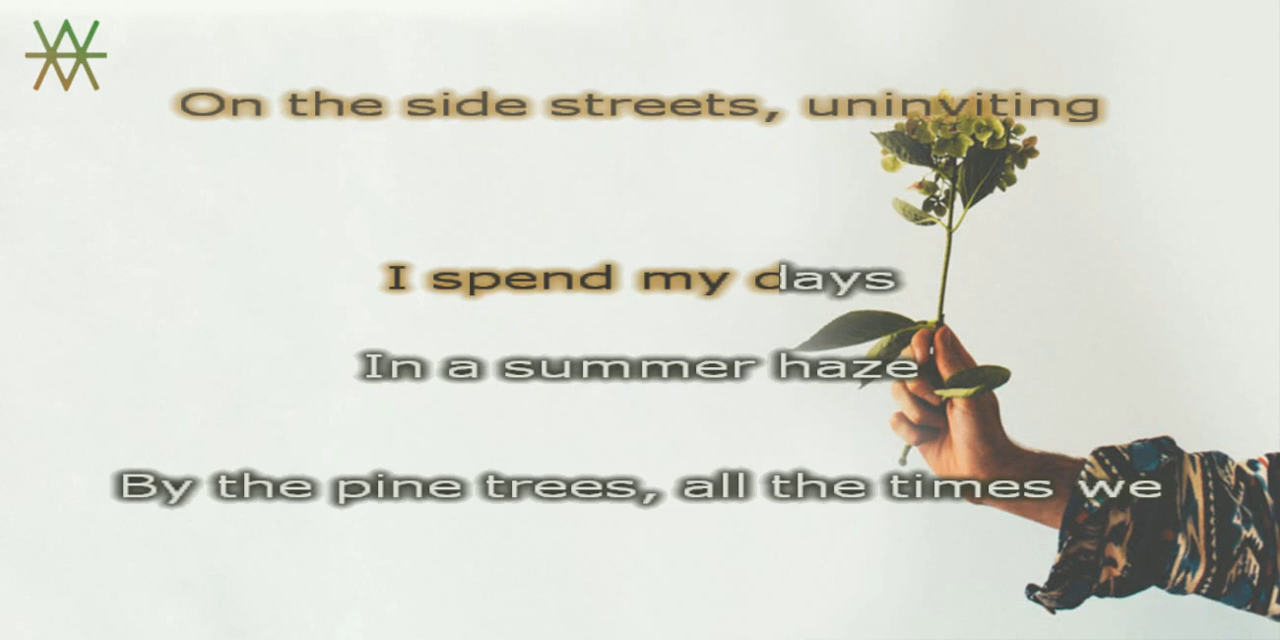 On the side streets, uninviting
I spend my days
In a summer haze
By the pine trees, all the times we